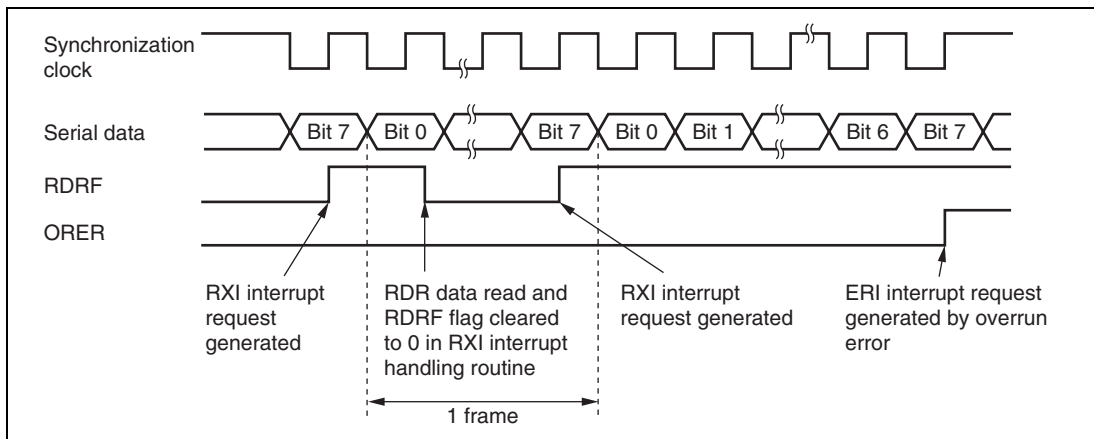 Synchronization
clock
Serial data
Bit 7
Bit 0
Bit 7
Bit 0
Bit 1
Bit 6
Bit 7
RDRF
ORER
RXI interrupt
request
generated
RDR data read and
RDRF flag cleared
to 0 in RXI interrupt
handling routine
RXI interrupt
request generated
ERI interrupt request
generated by overrun
error
1 frame